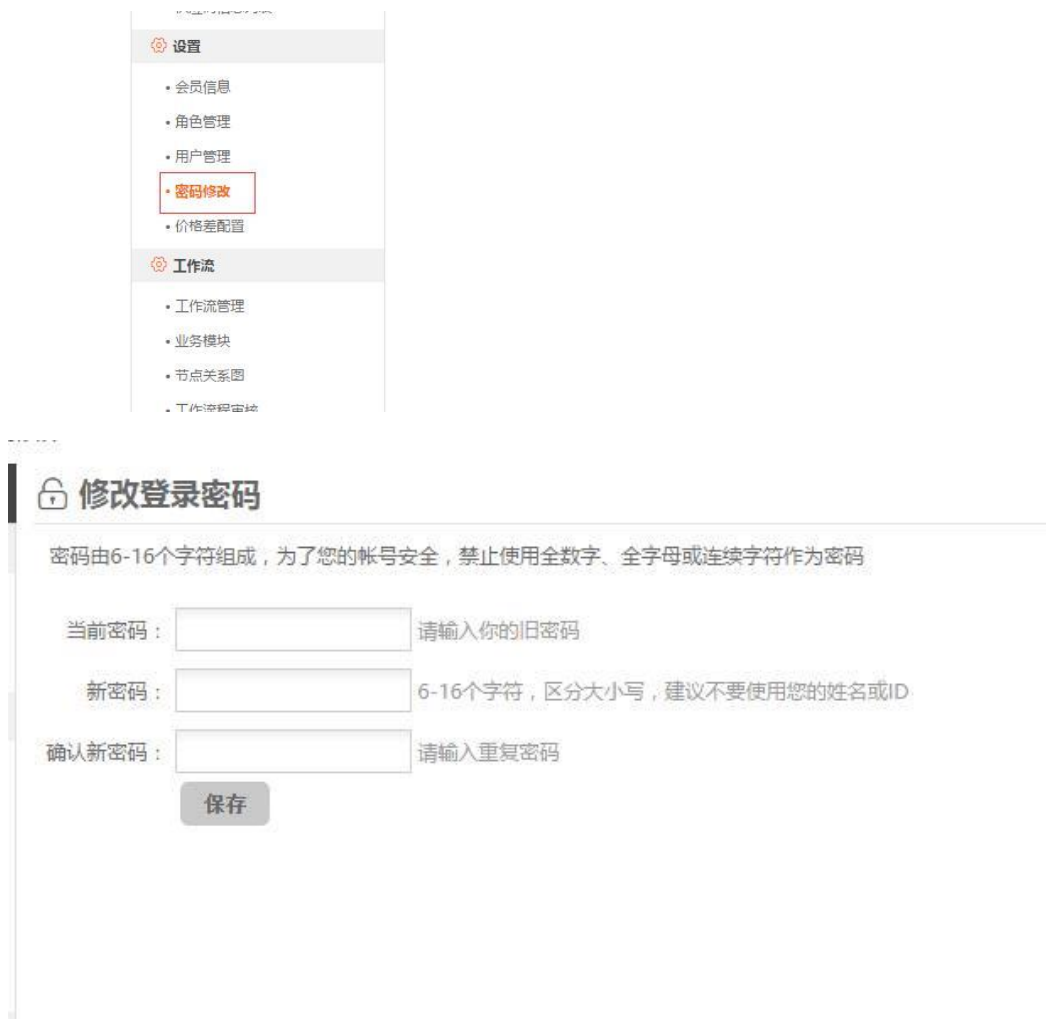 设置
• 会员信息
• 角色管理
• 用户管理
• 密码修改
• 价格差配置
工作流
• 工作流管理
• 业务模块
• 节点关系图
• 工作流程审核
修改登录密码
密码由6-16个字符组成，为了您的帐号安全，禁止使用全数字、全字母或连续字符作为密码
当前密码： 请输入你的旧密码
新密码： 6-16个字符，区分大小写，建议不要使用您的姓名或ID
确认新密码： 请输入重复密码
保存